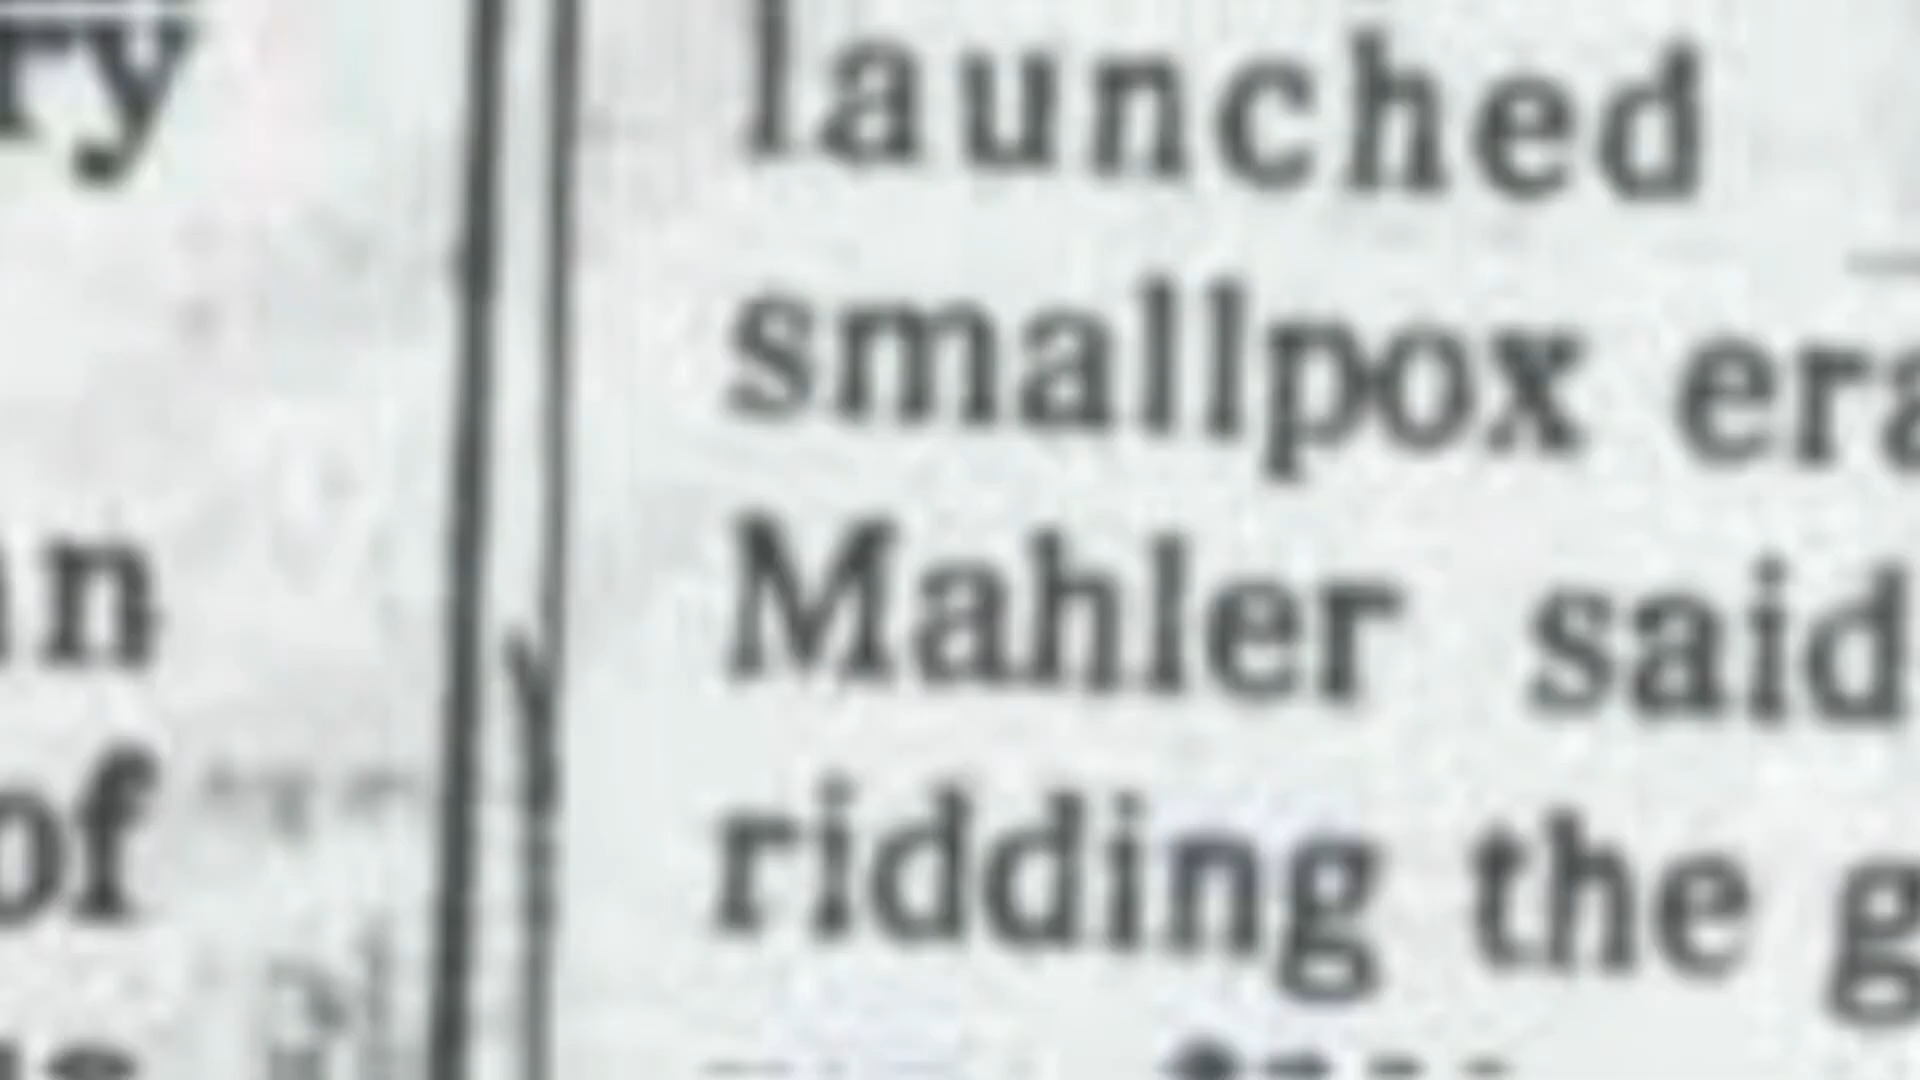 ry
n
of
launched
smallpox era
Mahler said
ridding the g